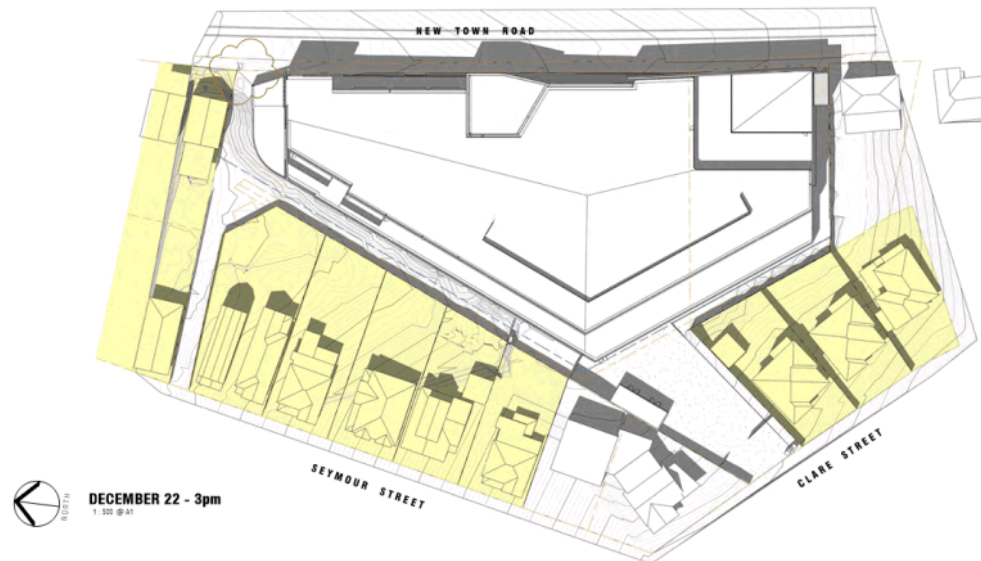 NEW TOWN ROAD
SEYMOUR STREET
CLARE STREET
NORTH
DECEMBER 22 - 3pm
1 : 500 @ A1